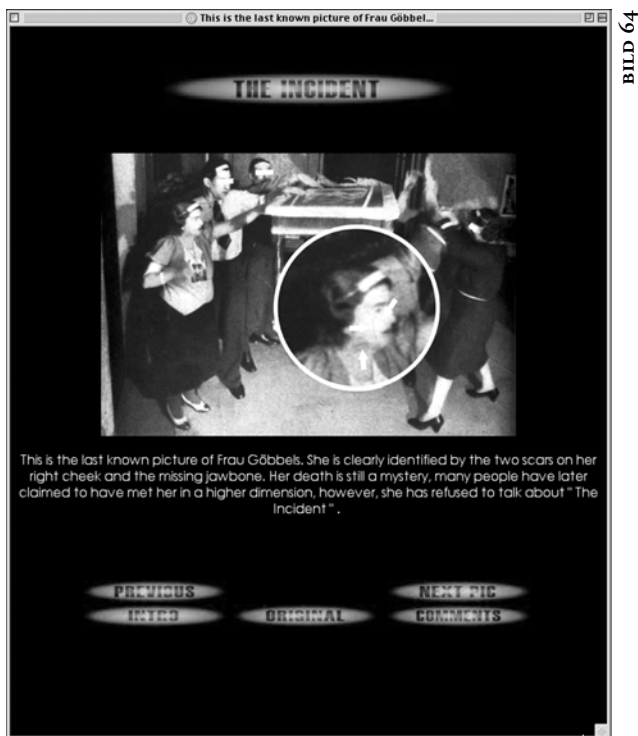 This is the last known picture of Frau Göbbel...
BILD 64
THE INCIDENT
This is the last known picture of Frau Göbbels. She is clearly identified by the two scars on her
right cheek and the missing jawbone. Her death is still a mystery, many people have later
claimed to have met her in a higher dimension, however, she has refused to talk about " The
Incident " .
PREVIOUS
NEXT PIC
INTRO
ORIGINAL
COMMENTS